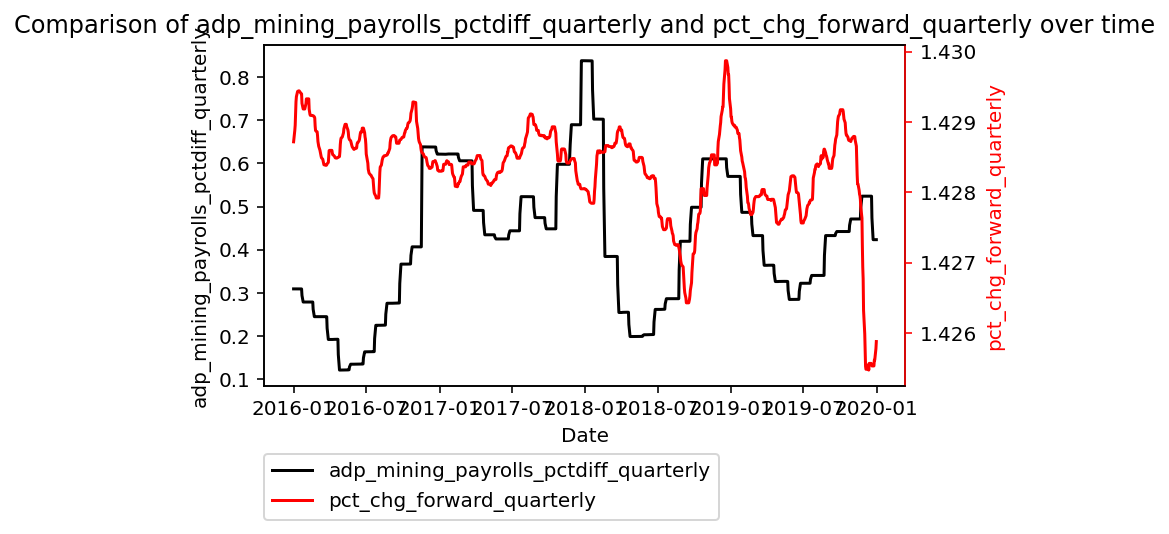 Comparison of adp_mining_payrolls_pctdiff_quarterly and pct_chg_forward_quarterly over time
adp_mining_payrolls_pctdiff_quarterly
0.8
0.7
0.6
0.5
0.4
0.3
0.2
0.1
1.430
1.429
1.428
1.427
1.426
pct_chg_forward_quarterly
2016-01 2016-07 2017-01 2017-07 2018-01 2018-07 2019-01 2019-07 2020-01
Date
adp_mining_payrolls_pctdiff_quarterly
pct_chg_forward_quarterly